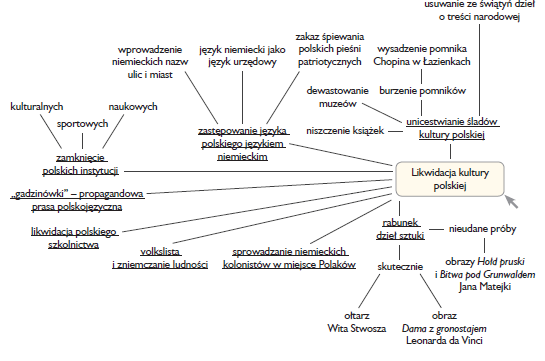 usuwanie ze świątyń dzieł
o treści narodowej
zakaz śpiewania
polskich pieśni
patriotycznych
wprowadzenie
niemieckich nazw
ulic i miast
język niemiecki jako
język urzędowy
wysadzenie pomnika
Chopina w Łazienkach
dewastowanie
muzeów
burzenie pomników
kulturalnych
sportowych
naukowych
zastępowanie języka
polskiego językiem
niemieckim
niszczenie książek
unicestwianie śladów
kultury polskiej
zamknięcie
polskich instytucji
Likwidacja kultury
polskiej
„gadzinówki” – propagandowa
prasa polskojęzyczna
likwidacja polskiego
szkolnictwa
volkslista
i zniemczanie ludności
sprowadzanie niemieckich
kolonistów w miejsce Polaków
rabunek
dzieł sztuki
nieudane próby
skutecznie
obrazy Hołd pruski
i Bitwa pod Grunwaldem
Jana Matejki
ołtarz
Wita Stwosza
obraz
Dama z gronostajem
Leonarda da Vinci